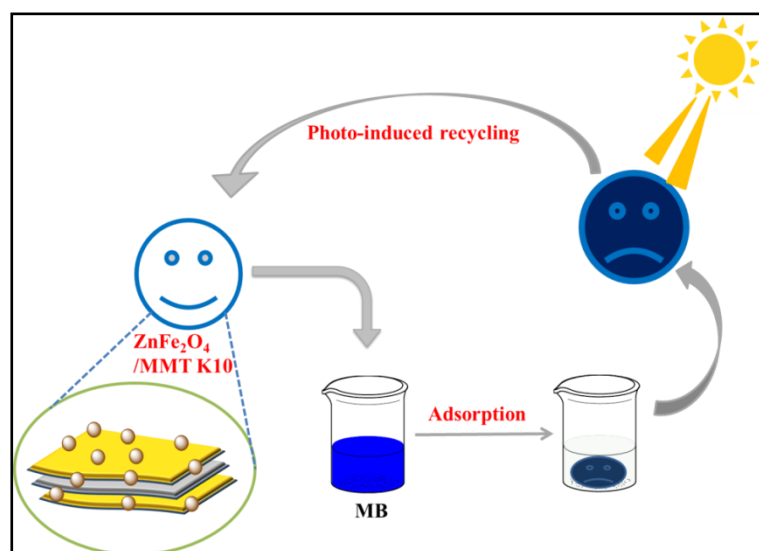 Photo-induced recycling
ZnFe₂O₄
/MMT K10
Adsorption
MB